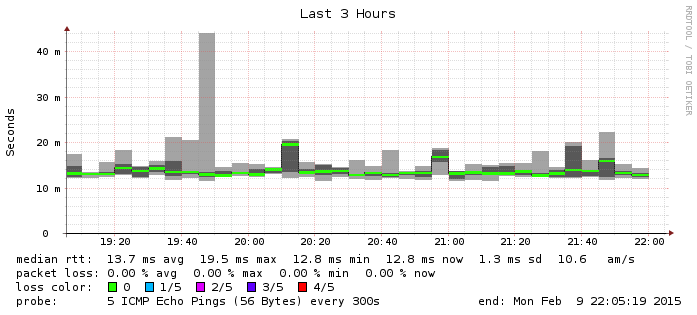 Last 3 Hours
RRDTOOL / TOBI OETIKER
Seconds
40 m
30 m
20 m
10 m
0
19:20 19:40 20:00 20:20 20:40 21:00 21:20 21:40 22:00
median rtt: 13.7 ms avg 19.5 ms max 12.8 ms min 12.8 ms now 1.3 ms sd 10.6 am/s
packet loss: 0.00 % avg 0.00 % max 0.00 % min 0.00 % now
loss color: 0 1/5 2/5 3/5 4/5
probe: 5 ICMP Echo Pings (56 Bytes) every 300s end: Mon Feb 9 22:05:19 2015